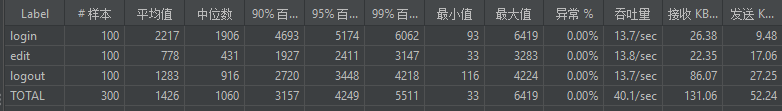 Label # 样本 平均值 中位数 90% 百... 95% 百... 99% 百... 最小值 最大值 异常 % 吞吐量 接收 KB... 发送 K...
login 100 2217 1906 4693 5174 6062 93 6419 0.00% 13.7/sec 26.38 9.48
edit 100 778 431 1927 2411 3147 33 3283 0.00% 13.8/sec 22.35 17.06
logout 100 1283 916 2720 3448 4218 116 4224 0.00% 13.7/sec 86.07 27.25
TOTAL 300 1426 1060 3157 4249 5511 33 6419 0.00% 40.1/sec 131.06 52.24